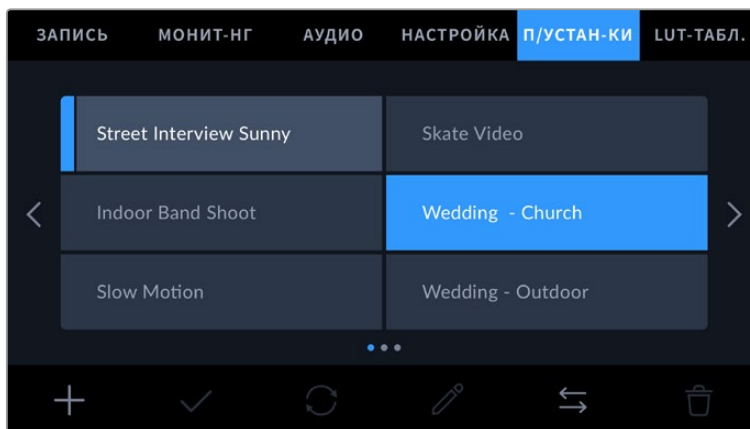 ЗАПИСЬ МОНИТ-НГ АУДИО НАСТРОЙКА П/УСТАН-КИ LUT-ТАБЛ.
Street Interview Sunny Skate Video
Indoor Band Shoot Wedding - Church
Slow Motion Wedding - Outdoor